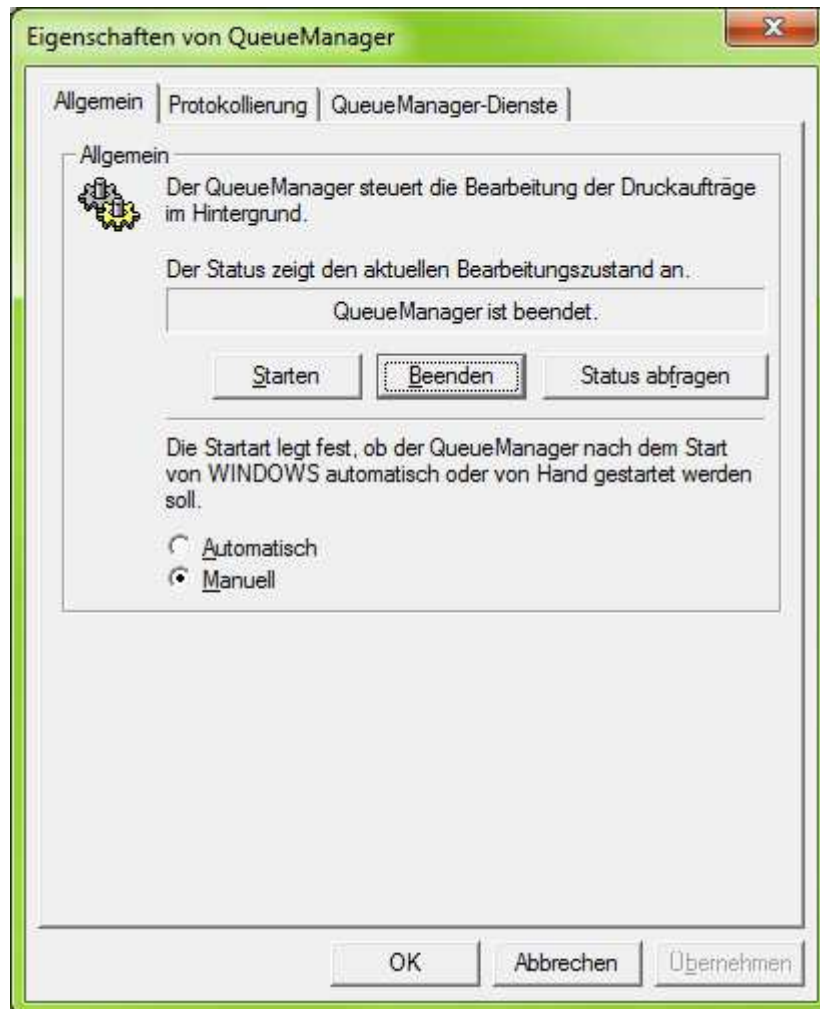 Eigenschaften von QueueManager
Allgemein
Protokollierung
QueueManager-Dienste
Allgemein
Der QueueManager steuert die Bearbeitung der Druckaufträge
im Hintergrund.
Der Status zeigt den aktuellen Bearbeitungszustand an.
QueueManager ist beendet.
Starten
Beenden
Status abfragen
Die Startart legt fest, ob der QueueManager nach dem Start
von WINDOWS automatisch oder von Hand gestartet werden
soll.
Automatisch
Manuell
OK
Abbrechen
Übernehmen